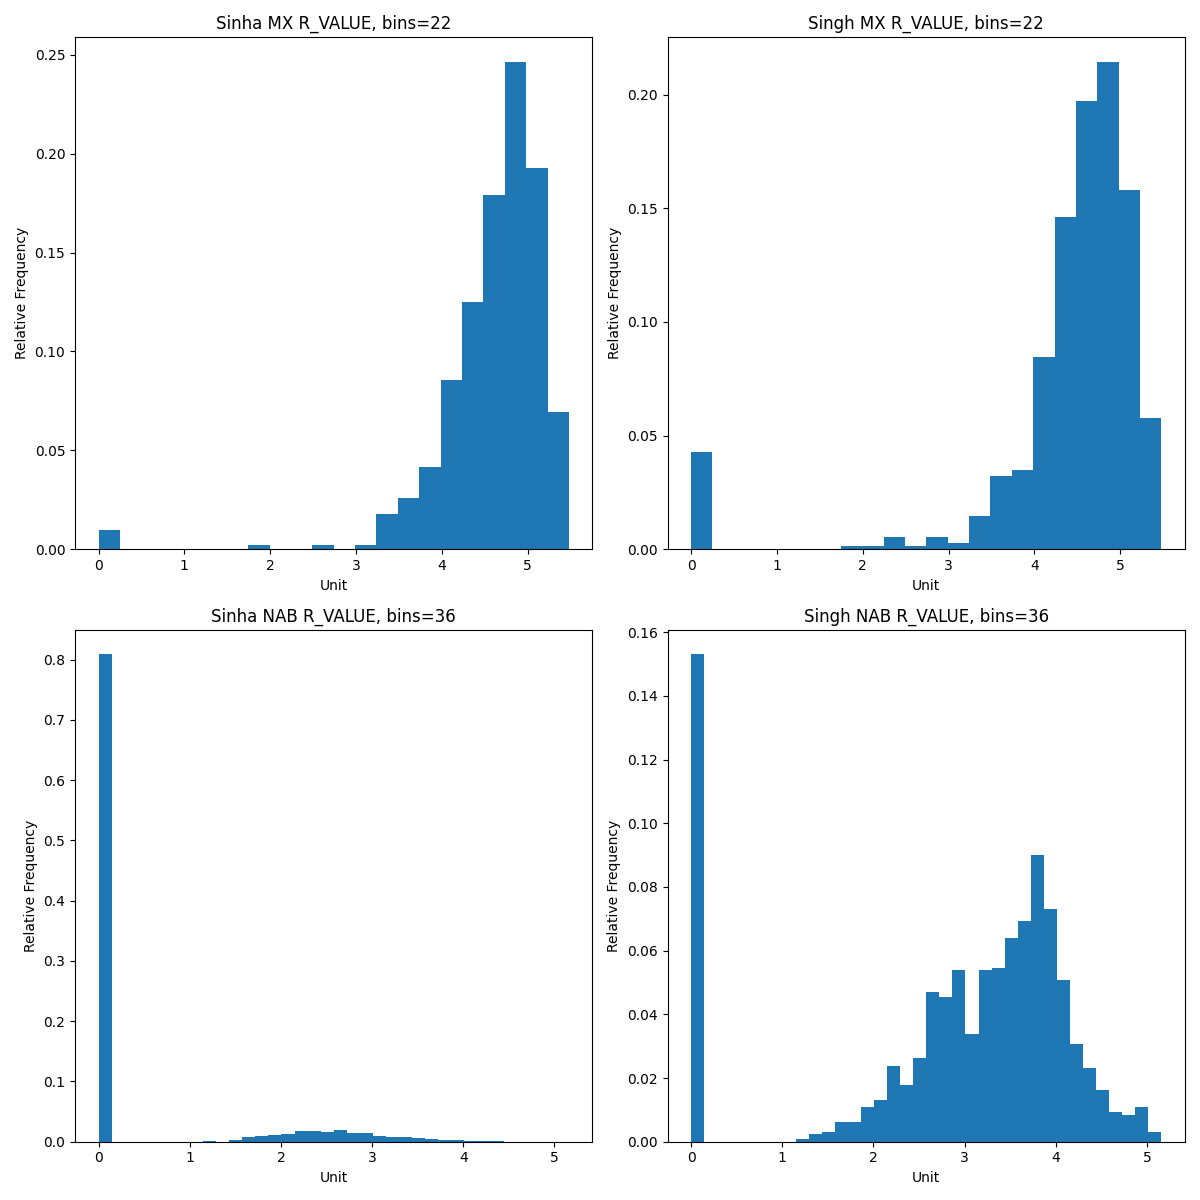 Sinha MX R_VALUE, bins=22
Relative Frequency
0.25
0.20
0.15
0.10
0.05
0.00
0 1 2 3 4 5
Unit
Singh MX R_VALUE, bins=22
Relative Frequency
0.20
0.15
0.10
0.05
0.00
0 1 2 3 4 5
Unit
Sinha NAB R_VALUE, bins=36
Relative Frequency
0.8
0.7
0.6
0.5
0.4
0.3
0.2
0.1
0.0
0 1 2 3 4 5
Unit
Singh NAB R_VALUE, bins=36
Relative Frequency
0.16
0.14
0.12
0.10
0.08
0.06
0.04
0.02
0.00
0 1 2 3 4 5
Unit